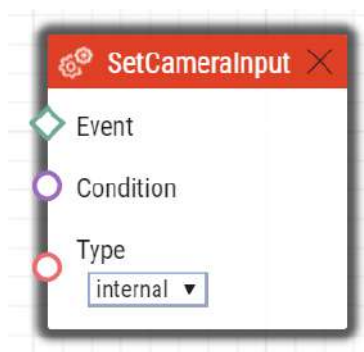 SetCameraInput
Event
Condition
Type
internal